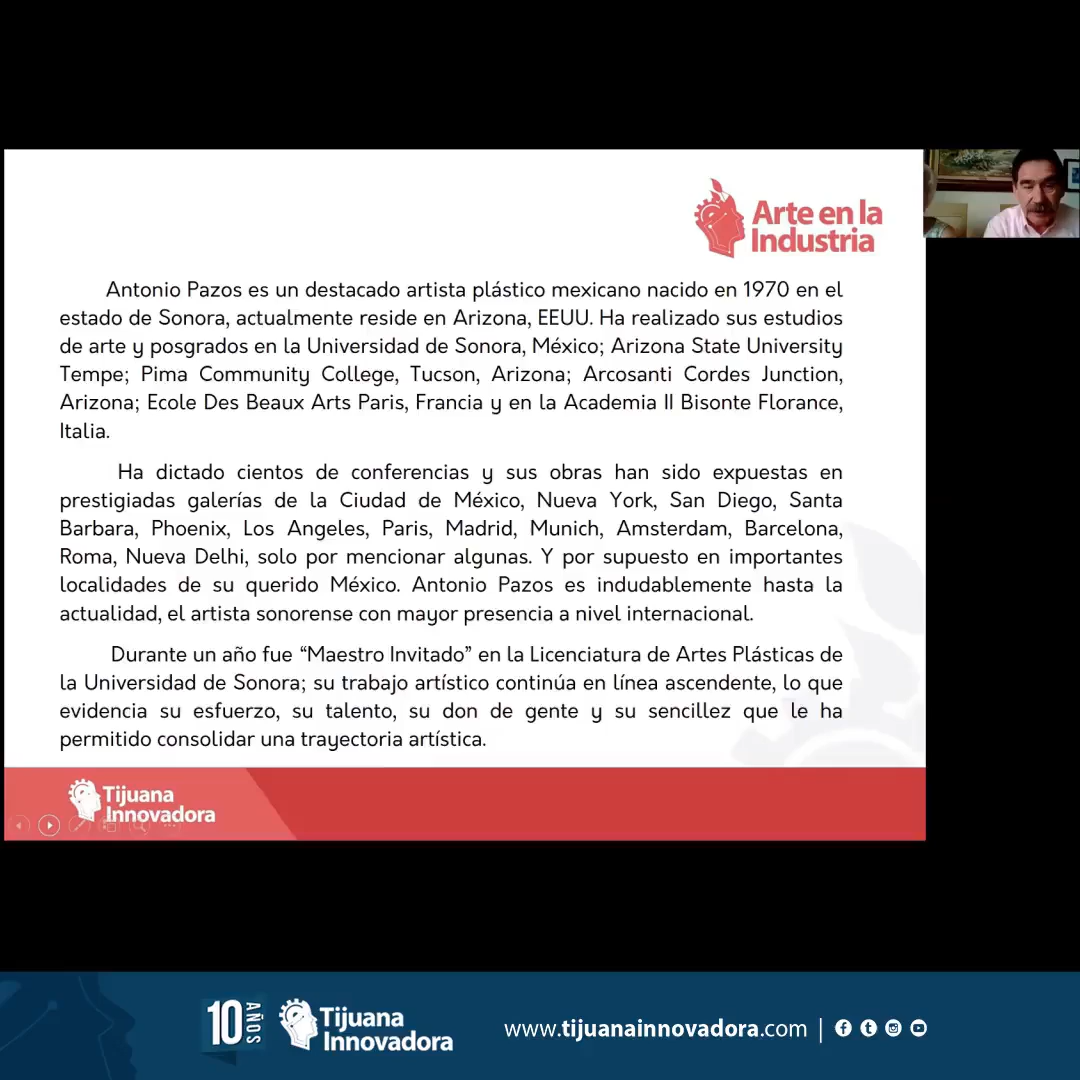 Arte en la
Industria
Antonio Pazos es un destacado artista plástico mexicano nacido en 1970 en el
estado de Sonora, actualmente reside en Arizona, EEUU. Ha realizado sus estudios
de arte y posgrados en la Universidad de Sonora, México; Arizona State University
Tempe; Pima Community College, Tucson, Arizona; Arcosanti Cordes Junction,
Arizona; Ecole Des Beaux Arts Paris, Francia y en la Academia II Bisonte Florance,
Italia.
Ha dictado cientos de conferencias y sus obras han sido expuestas en
prestigiadas galerías de la Ciudad de México, Nueva York, San Diego, Santa
Barbara, Phoenix, Los Angeles, Paris, Madrid, Munich, Amsterdam, Barcelona,
Roma, Nueva Delhi, solo por mencionar algunas. Y por supuesto en importantes
localidades de su querido México. Antonio Pazos es indudablemente hasta la
actualidad, el artista sonorense con mayor presencia a nivel internacional.
Durante un año fue “Maestro Invitado” en la Licenciatura de Artes Plásticas de
la Universidad de Sonora; su trabajo artístico continúa en línea ascendente, lo que
evidencia su esfuerzo, su talento, su don de gente y su sencillez que le ha
permitido consolidar una trayectoria artística.
Tijuana
Innovadora
10 AÑOS
Tijuana
Innovadora
www.tijuanainnovadora.com |